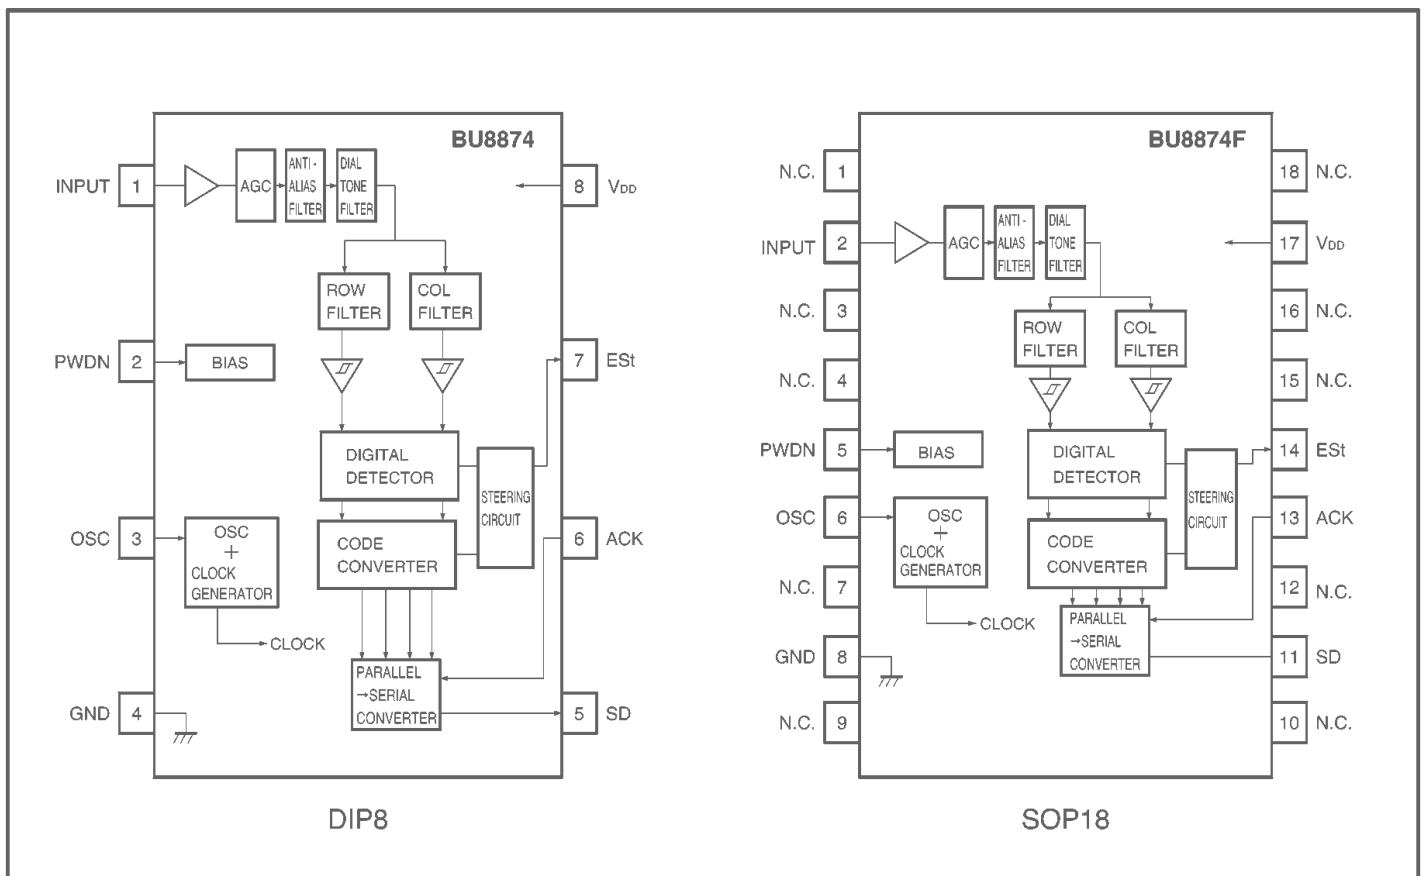 BU8874
INPUT 1
AGC
ANTI-
ALIAS
FILTER
DIAL
TONE
FILTER
8 VDD
ROW
FILTER
COL
FILTER
PWDN 2
BIAS
7 ESt
DIGITAL
DETECTOR
STEERING
CIRCUIT
OSC 3
OSC
+
CLOCK
GENERATOR
CODE
CONVERTER
6 ACK
CLOCK
PARALLEL
→SERIAL
CONVERTER
GND 4
5 SD
DIP8
BU8874F
N.C. 1
18 N.C.
INPUT 2
AGC
ANTI-
ALIAS
FILTER
DIAL
TONE
FILTER
17 VDD
N.C. 3
ROW
FILTER
COL
FILTER
16 N.C.
N.C. 4
15 N.C.
PWDN 5
BIAS
DIGITAL
DETECTOR
14 ESt
STEERING
CIRCUIT
OSC 6
OSC
+
CLOCK
GENERATOR
CODE
CONVERTER
13 ACK
N.C. 7
12 N.C.
CLOCK
PARALLEL
→SERIAL
CONVERTER
GND 8
11 SD
N.C. 9
10 N.C.
SOP18